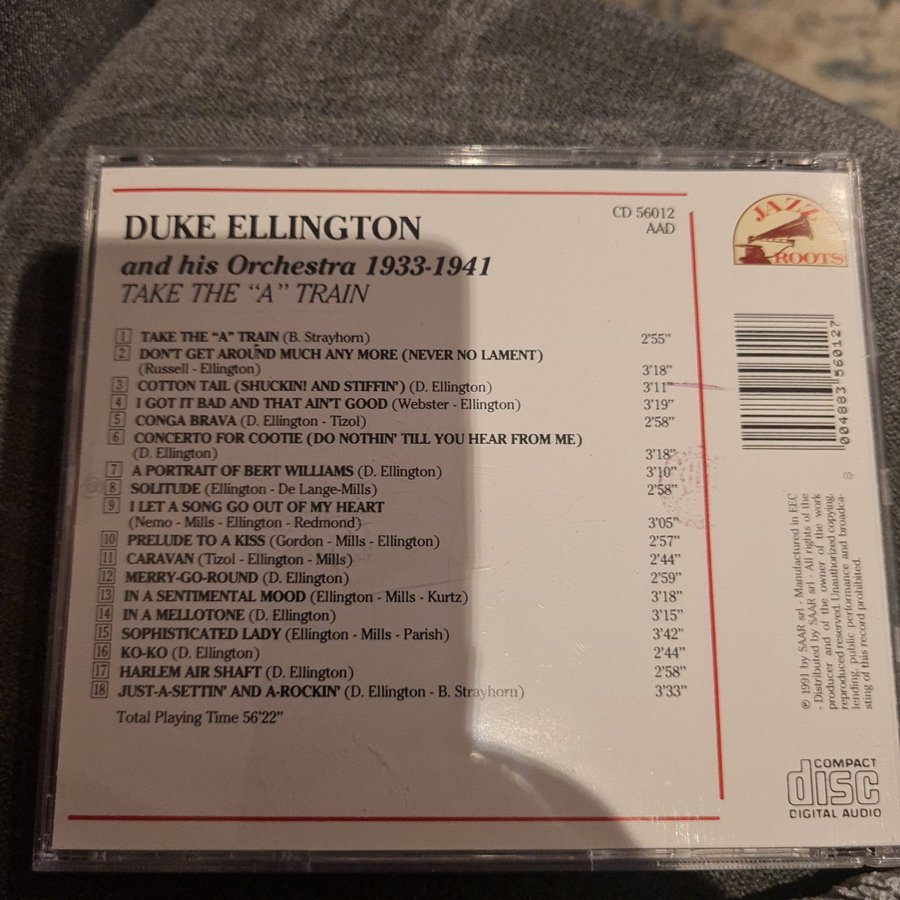 DUKE ELLINGTON
and his Orchestra 1933-1941
TAKE THE “A” TRAIN
CD 56012
AAD
JAZZ
ROOTS
1 TAKE THE “A” TRAIN (B. Strayhorn) 2'55”
2 DON'T GET AROUND MUCH ANY MORE (NEVER NO LAMENT)
(Russell - Ellington) 3'18”
3 COTTON TAIL (SHUCKIN! AND STIFFIN') (D. Ellington) 3'11”
4 I GOT IT BAD AND THAT AIN'T GOOD (Webster - Ellington) 3'19”
5 CONGA BRAVA (D. Ellington - Tizol) 2'58”
6 CONCERTO FOR COOTIE (DO NOTHIN' TILL YOU HEAR FROM ME)
(D. Ellington) 3'18”
7 A PORTRAIT OF BERT WILLIAMS (D. Ellington) 3'10”
8 SOLITUDE (Ellington - De Lange-Mills) 2'58”
9 I LET A SONG GO OUT OF MY HEART
(Nemo - Mills - Ellington - Redmond) 3'05”
10 PRELUDE TO A KISS (Gordon - Mills - Ellington) 2'57”
11 CARAVAN (Tizol - Ellington - Mills) 2'44”
12 MERRY-GO-ROUND (D. Ellington) 2'59”
13 IN A SENTIMENTAL MOOD (Ellington - Mills - Kurtz) 3'18”
14 IN A MELLOTONE (D. Ellington) 3'15”
15 SOPHISTICATED LADY (Ellington - Mills - Parish) 3'42”
16 KO-KO (D. Ellington) 2'44”
17 HARLEM AIR SHAFT (D. Ellington) 2'58”
18 JUST-A-SETTIN' AND A-ROCKIN' (D. Ellington - B. Strayhorn) 3'33”
Total Playing Time 56'22”
0 04883 56012 7
℗ 1991 by SAAR srl - Manufactured in EEC
- Distributed by SAAR srl - All rights of the
producer and of the owner of the work
reproduced reserved. Unauthorized copying,
lending, public performance and broadca-
sting of this record prohibited.
COMPACT
disc
DIGITAL AUDIO